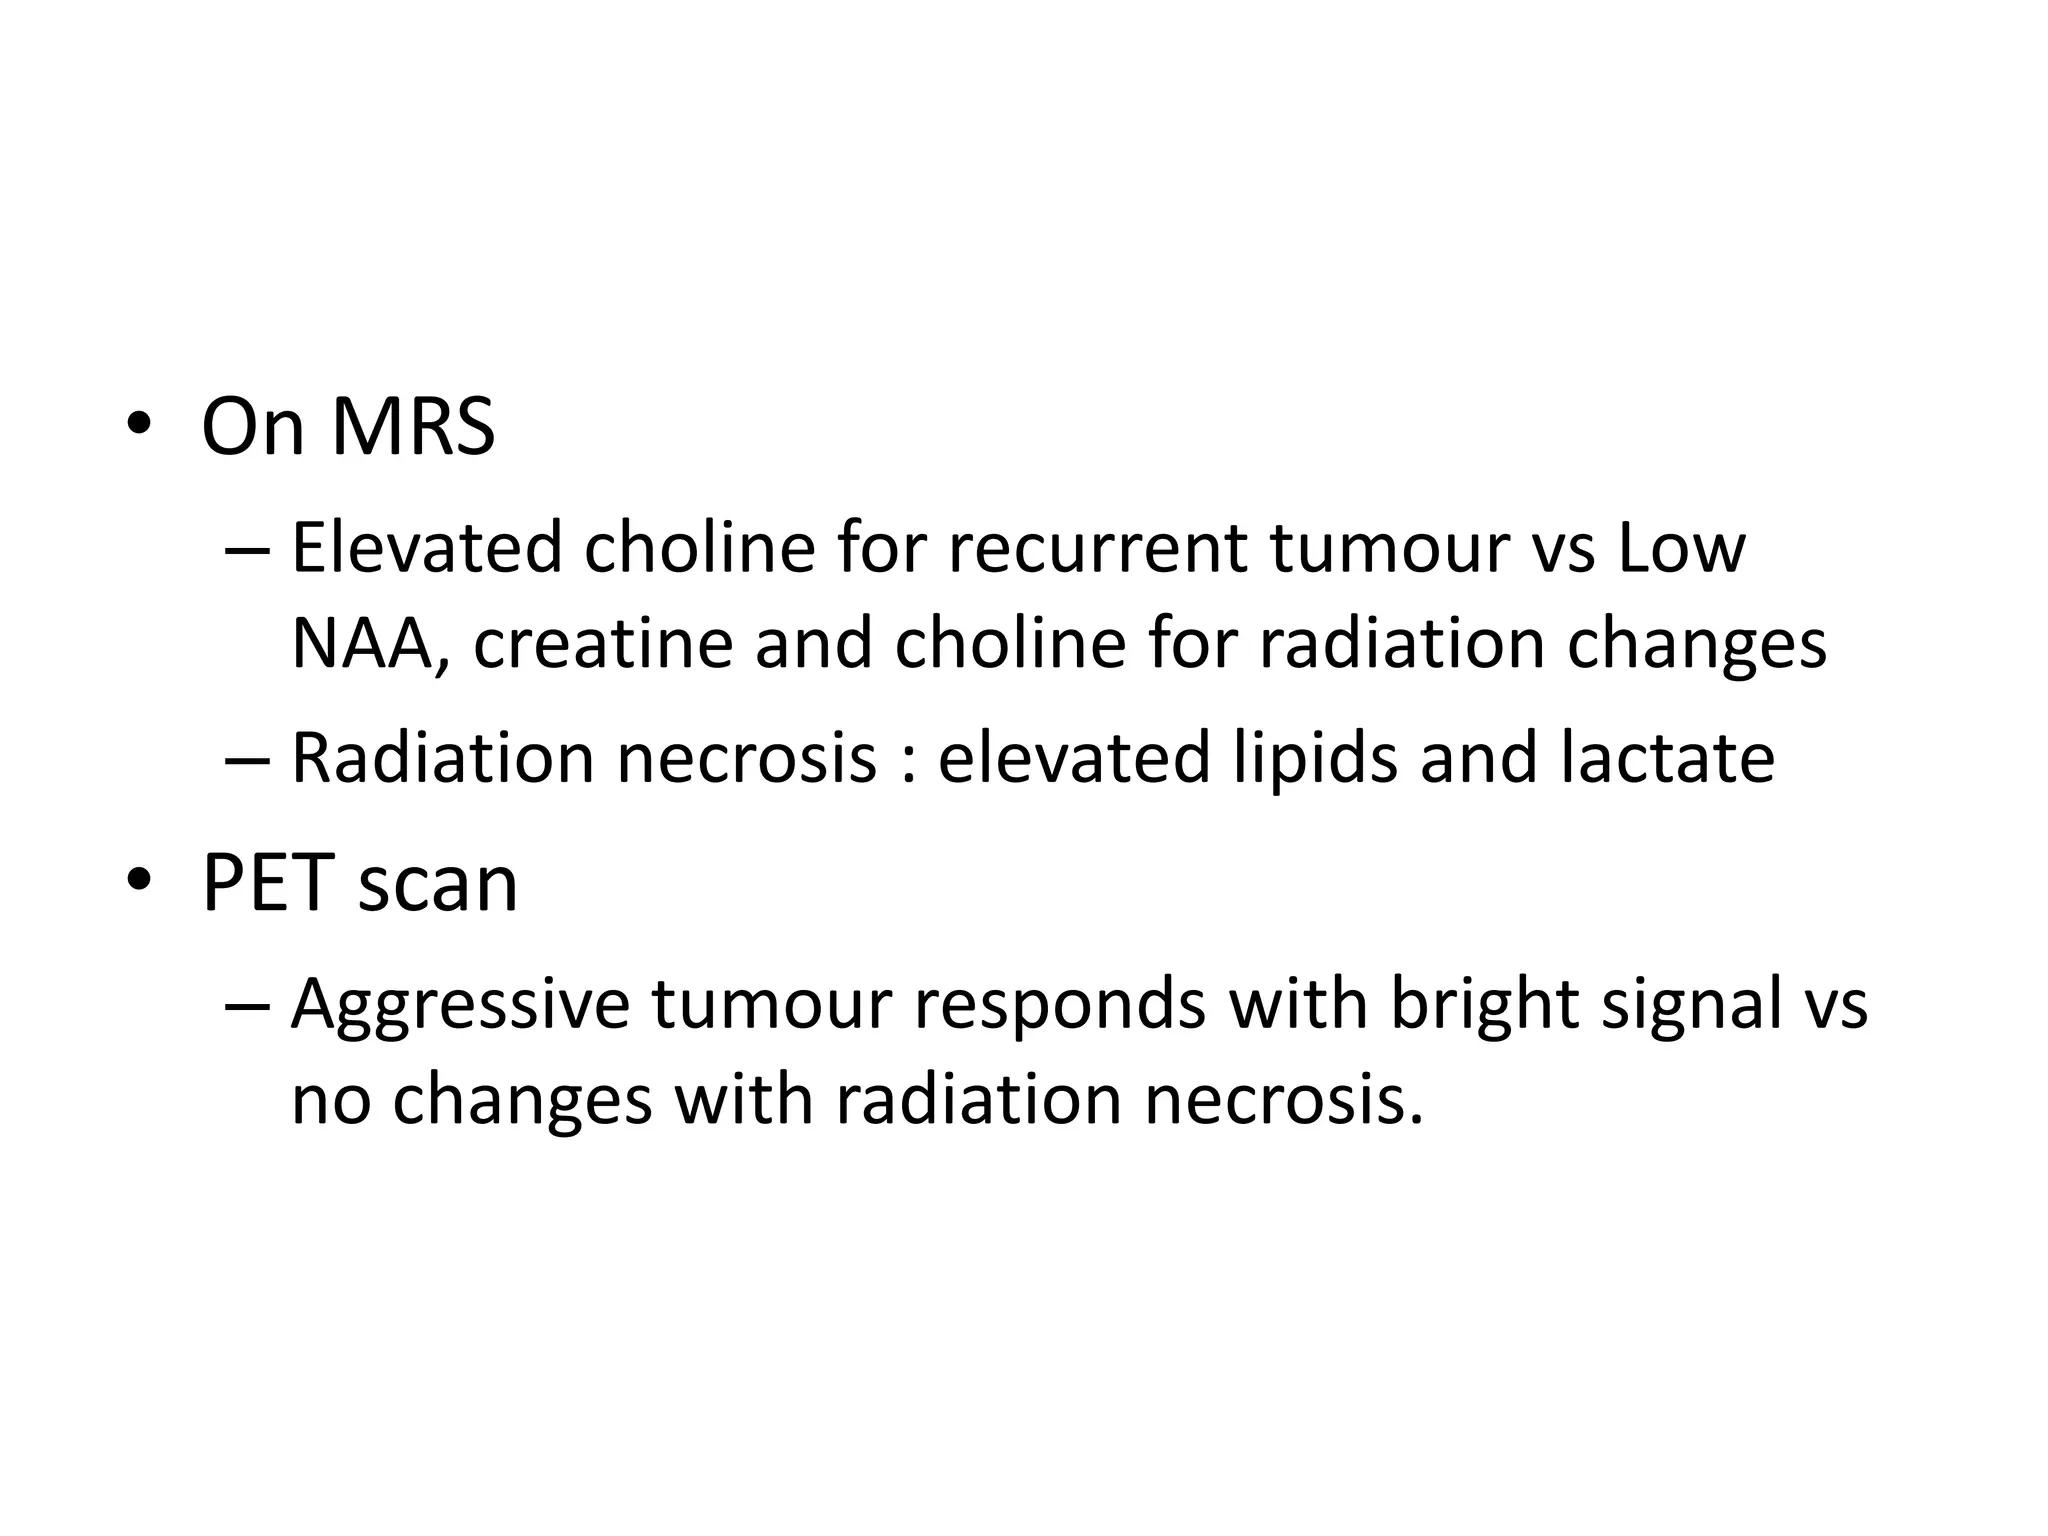 • On MRS
– Elevated choline for recurrent tumour vs Low
NAA, creatine and choline for radiation changes
– Radiation necrosis : elevated lipids and lactate
• PET scan
– Aggressive tumour responds with bright signal vs
no changes with radiation necrosis.